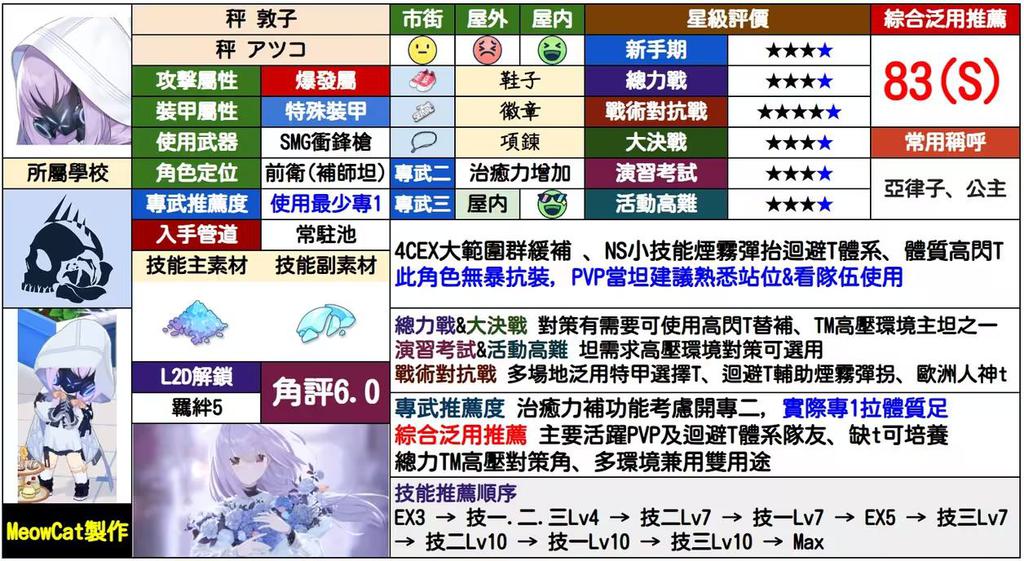 秤 敦子
秤 アツコ
攻擊屬性 爆發屬
裝甲屬性 特殊裝甲
使用武器 SMG衝鋒槍
所屬學校
角色定位 前衛(補師坦)
專武推薦度 使用最少專1
入手管道 常駐池
技能主素材 技能副素材
L2D解鎖
羈絆5
角評6.0
MeowCat製作
市街 屋外 屋内
鞋子
徽章
項鍊
專武二 治癒力增加
專武三 屋内
星級評價
新手期 ★★★★
總力戰 ★★★★
戰術對抗戰 ★★★★★
大決戰 ★★★★
演習考試 ★★★★
活動高難 ★★★★
綜合泛用推薦
83(S)
常用稱呼
亞律子、公主
4CEX大範圍群緩補 、NS小技能煙霧彈抬迴避T體系、體質高閃T
此角色無暴抗裝, PVP當坦建議熟悉站位&看隊伍使用
總力戰&大決戰 對策有需要可使用高閃T替補、TM高壓環境主坦之一
演習考試&活動高難 坦需求高壓環境對策可選用
戰術對抗戰 多場地泛用特甲選擇T、迴避T輔助煙霧彈拐、歐洲人神t
專武推薦度 治癒力補功能考慮開專二, 實際專1拉體質足
綜合泛用推薦 主要活躍PVP及迴避T體系隊友、缺t可培養
總力TM高壓對策角、多環境兼用雙用途
技能推薦順序
EX3 → 技一.二.三Lv4 → 技二Lv7 → 技一Lv7 → EX5 → 技三Lv7
→ 技二Lv10 → 技一Lv10 → 技三Lv10 → Max